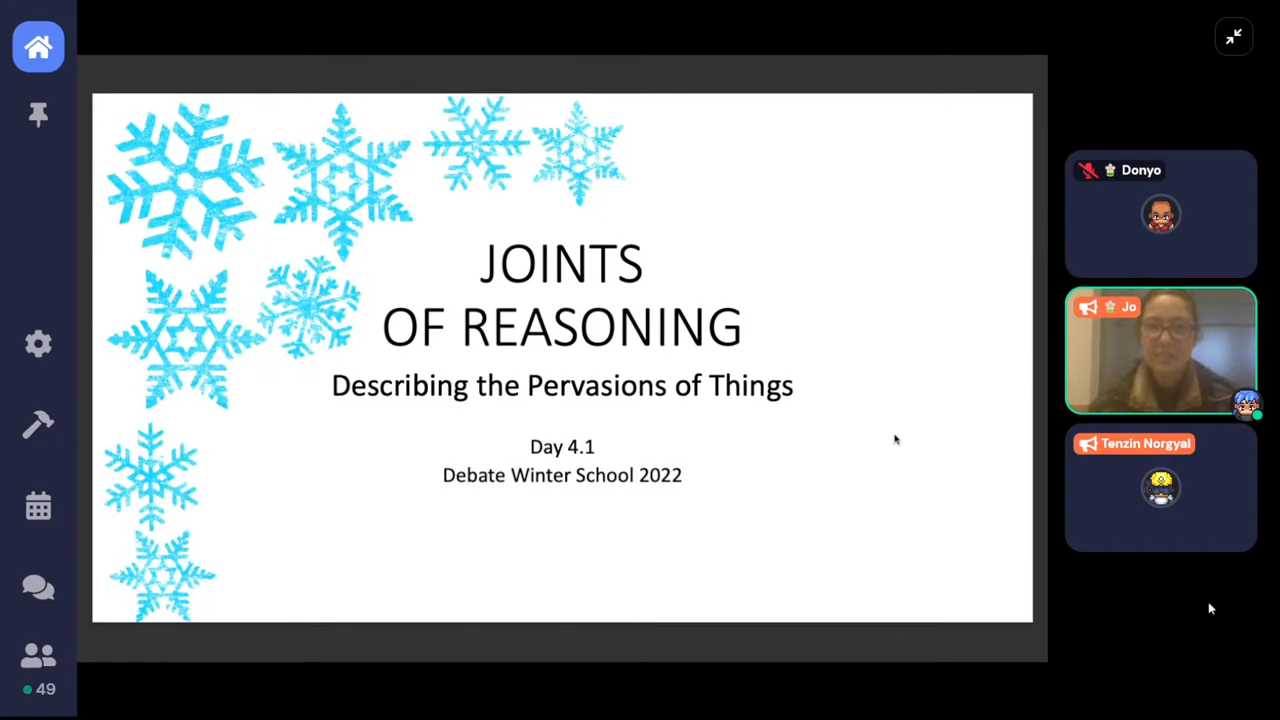 JOINTS
OF REASONING
Describing the Pervasions of Things
Day 4.1
Debate Winter School 2022
Donyo
Jo
Tenzin Norgyal
49